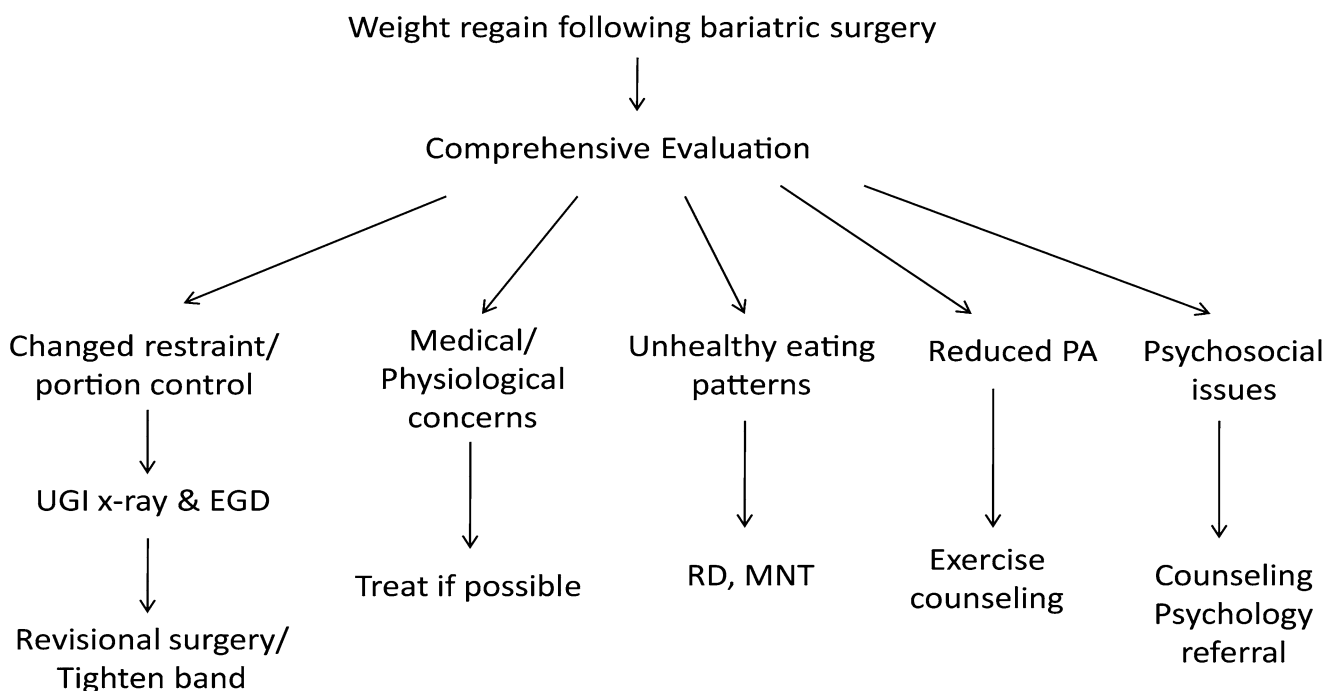 Weight regain following bariatric surgery
Comprehensive Evaluation
Changed restraint/
portion control
Medical/
Physiological
concerns
Unhealthy eating
patterns
Reduced PA
Psychosocial
issues
UGI x-ray & EGD
Treat if possible
RD, MNT
Exercise
counseling
Counseling
Psychology
referral
Revisional surgery/
Tighten band